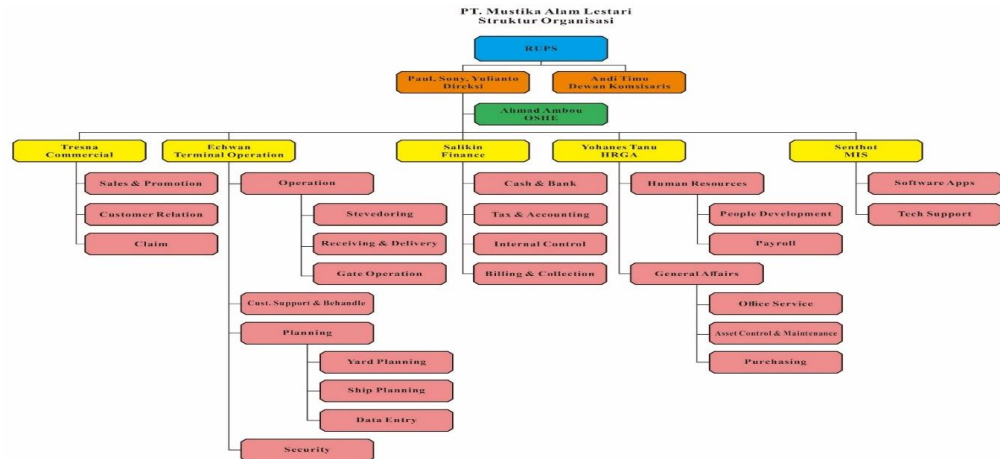 PT. Mustika Alam Lestari
Struktur Organisasi
RUPS
Paul, Sony, Yulianto
Direksi
Andi Timo
Dewan Komsisaris
Ahmad Ambou
OSHE
Tresna
Commercial
Echwan
Terminal Operation
Salikin
Finance
Yohanes Tanu
HRGA
Senthot
MIS
Sales & Promotion
Customer Relation
Claim
Operation
Stevedoring
Receiving & Delivery
Gate Operation
Cust. Support & Behandle
Planning
Yard Planning
Ship Planning
Data Entry
Security
Cash & Bank
Tax & Accounting
Internal Control
Billing & Collection
Human Resources
People Development
Payroll
General Affairs
Office Service
Asset Control & Maintenance
Purchasing
Software Apps
Tech Support